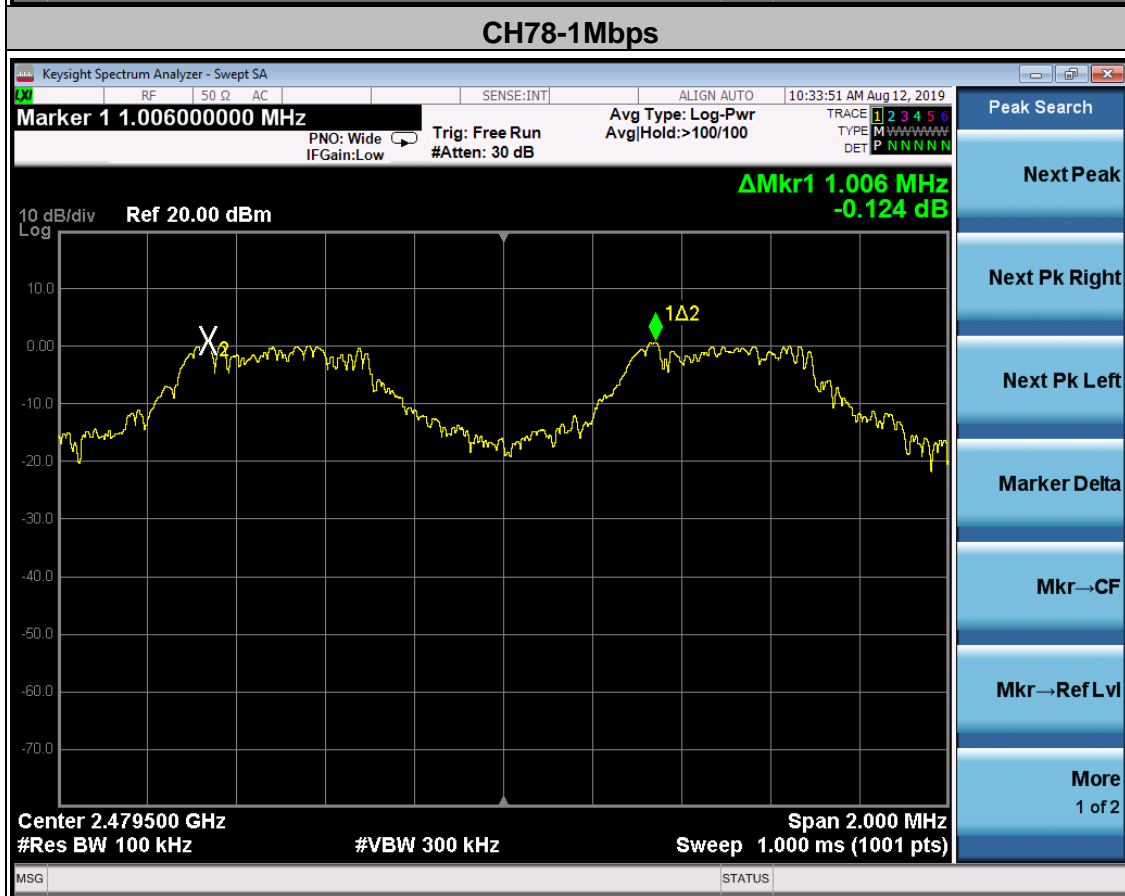 CH78-1Mbps
Keysight Spectrum Analyzer - Swept SA
LXI RF 50 Ω AC SENSE:INT ALIGN AUTO 10:33:51 AM Aug 12, 2019
Marker 1 1.006000000 MHz
PNO: Wide Trig: Free Run Avg Type: Log-Pwr TRACE 1 2 3 4 5 6
IFGain:Low #Atten: 30 dB Avg|Hold:>100/100 TYPE M WWWWW
DET P N N N N N
Peak Search
ΔMkr1 1.006 MHz
-0.124 dB
10 dB/div Ref 20.00 dBm
Log
10.0
0.00
-10.0
-20.0
-30.0
-40.0
-50.0
-60.0
-70.0
X2
1Δ2
Center 2.479500 GHz Span 2.000 MHz
#Res BW 100 kHz #VBW 300 kHz Sweep 1.000 ms (1001 pts)
MSG STATUS
Next Peak
Next Pk Right
Next Pk Left
Marker Delta
Mkr→CF
Mkr→Ref Lvl
More
1 of 2